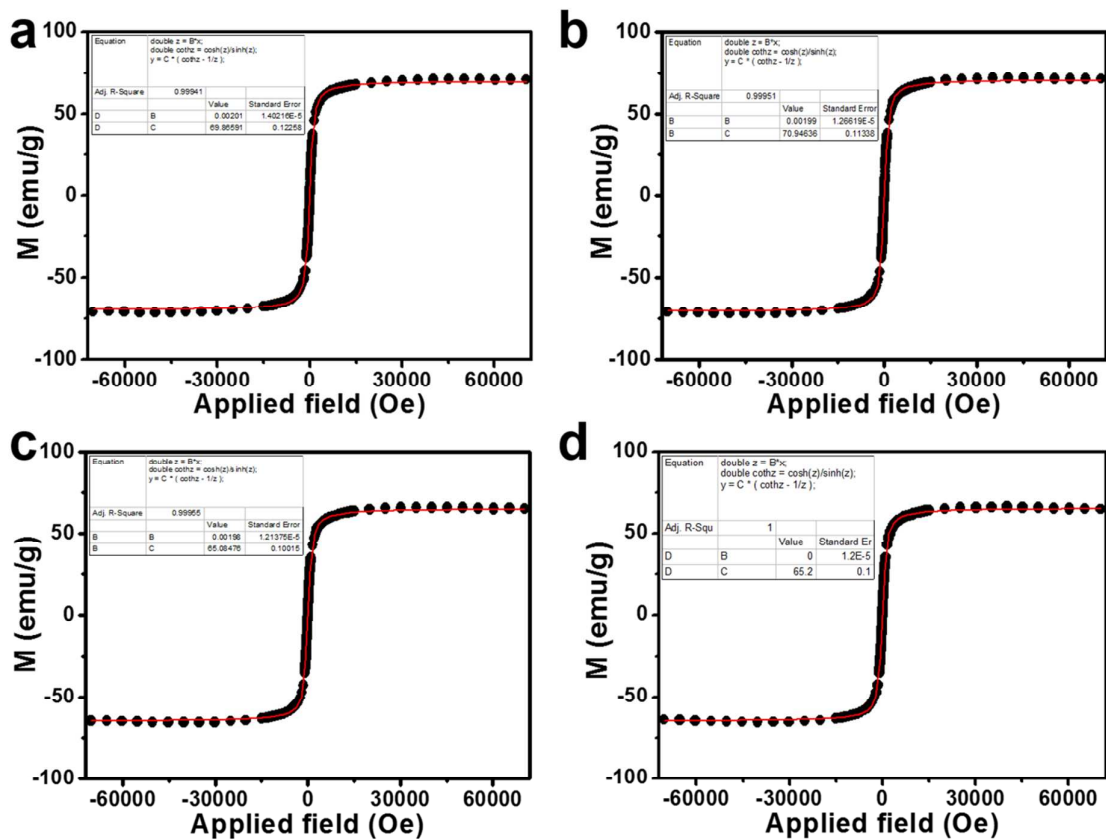 a
100
50
0
-50
-100
M (emu/g)
Equation double z = B*x;
double cothz = cosh(z)/sinh(z);
y = C * ( cothz - 1/z );
Adj. R-Square 0.99941
Value Standard Error
D B 0.00201 1.40216E-5
D C 69.86591 0.12258
-60000 -30000 0 30000 60000
Applied field (Oe)
b
100
50
0
-50
-100
M (emu/g)
Equation double z = B*x;
double cothz = cosh(z)/sinh(z);
y = C * ( cothz - 1/z );
Adj. R-Square 0.99951
Value Standard Error
B B 0.00199 1.26619E-5
B C 70.94636 0.11338
-60000 -30000 0 30000 60000
Applied field (Oe)
c
100
50
0
-50
-100
M (emu/g)
Equation double z = B*x;
double cothz = cosh(z)/sinh(z);
y = C * ( cothz - 1/z );
Adj. R-Square
Value Standard Error
B B 0.00198 1.21375E-5
B C 65.08476 0.10015
-60000 -30000 0 30000 60000
Applied field (Oe)
d
100
50
0
-50
-100
M (emu/g)
Equation double z = B*x;
double cothz = cosh(z)/sinh(z);
y = C * ( cothz - 1/z );
Adj. R-Squ 1
Value Standard Er
D B 0 1.2E-5
D C 65.2 0.1
-60000 -30000 0 30000 60000
Applied field (Oe)